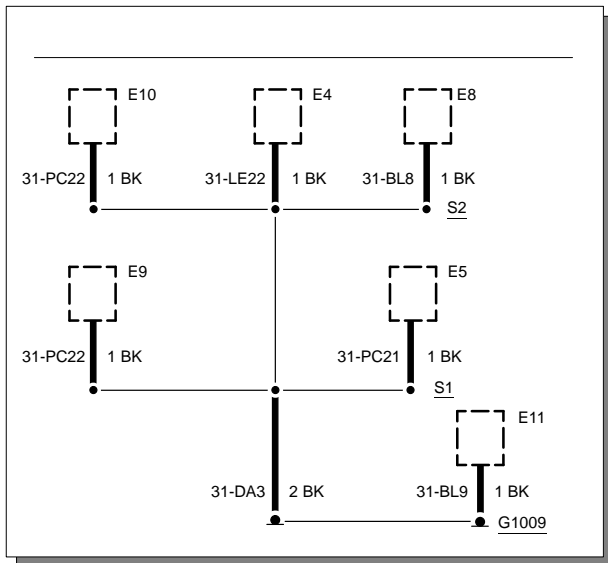 E10 E4 E8
31-PC22 1 BK 31-LE22 1 BK 31-BL8 1 BK
S2
E9 E5
31-PC22 1 BK 31-PC21 1 BK
S1
E11
31-DA3 2 BK 31-BL9 1 BK
G1009